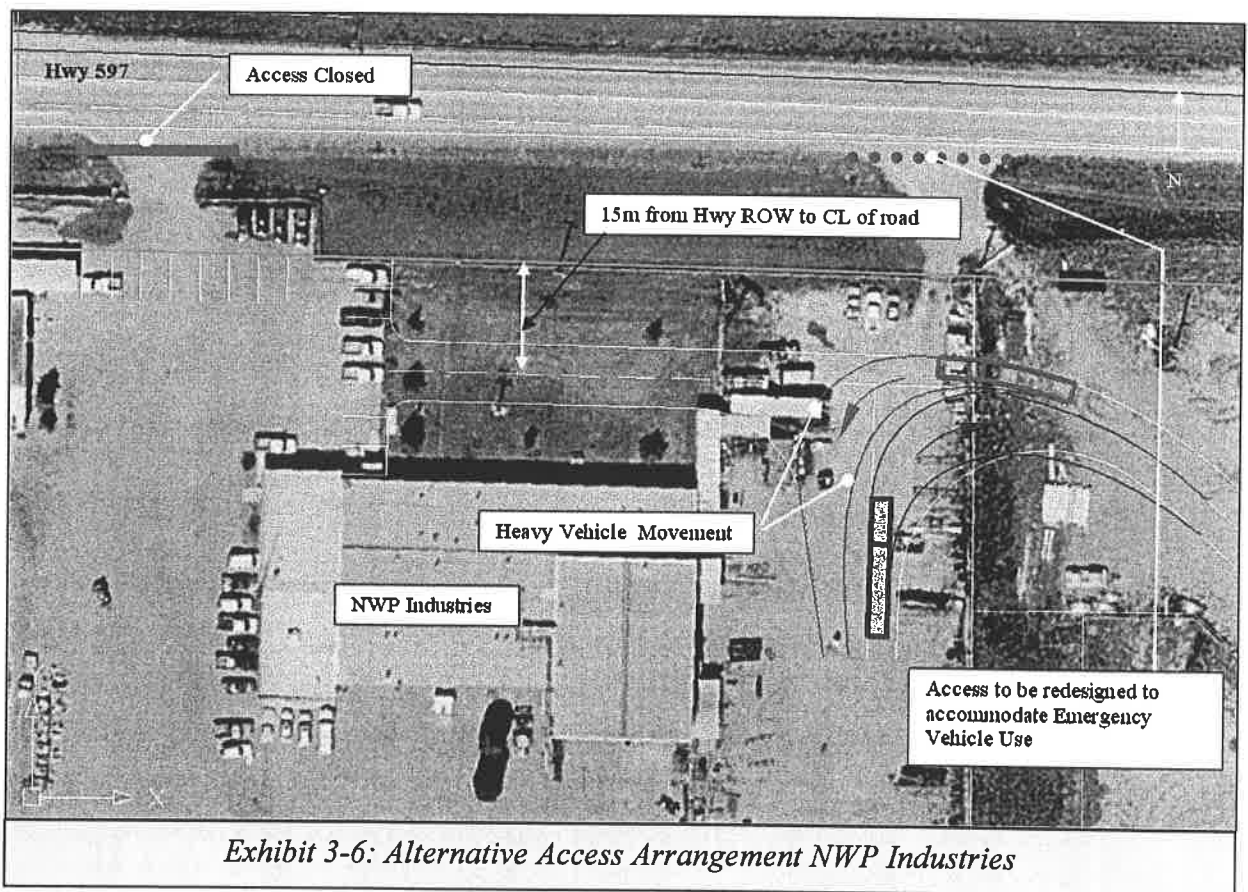 Hwy 597
Access Closed
N
15m from Hwy ROW to CL of road
Heavy Vehicle Movement
NWP Industries
Access to be redesigned to
accommodate Emergency
Vehicle Use
X
Exhibit 3-6: Alternative Access Arrangement NWP Industries